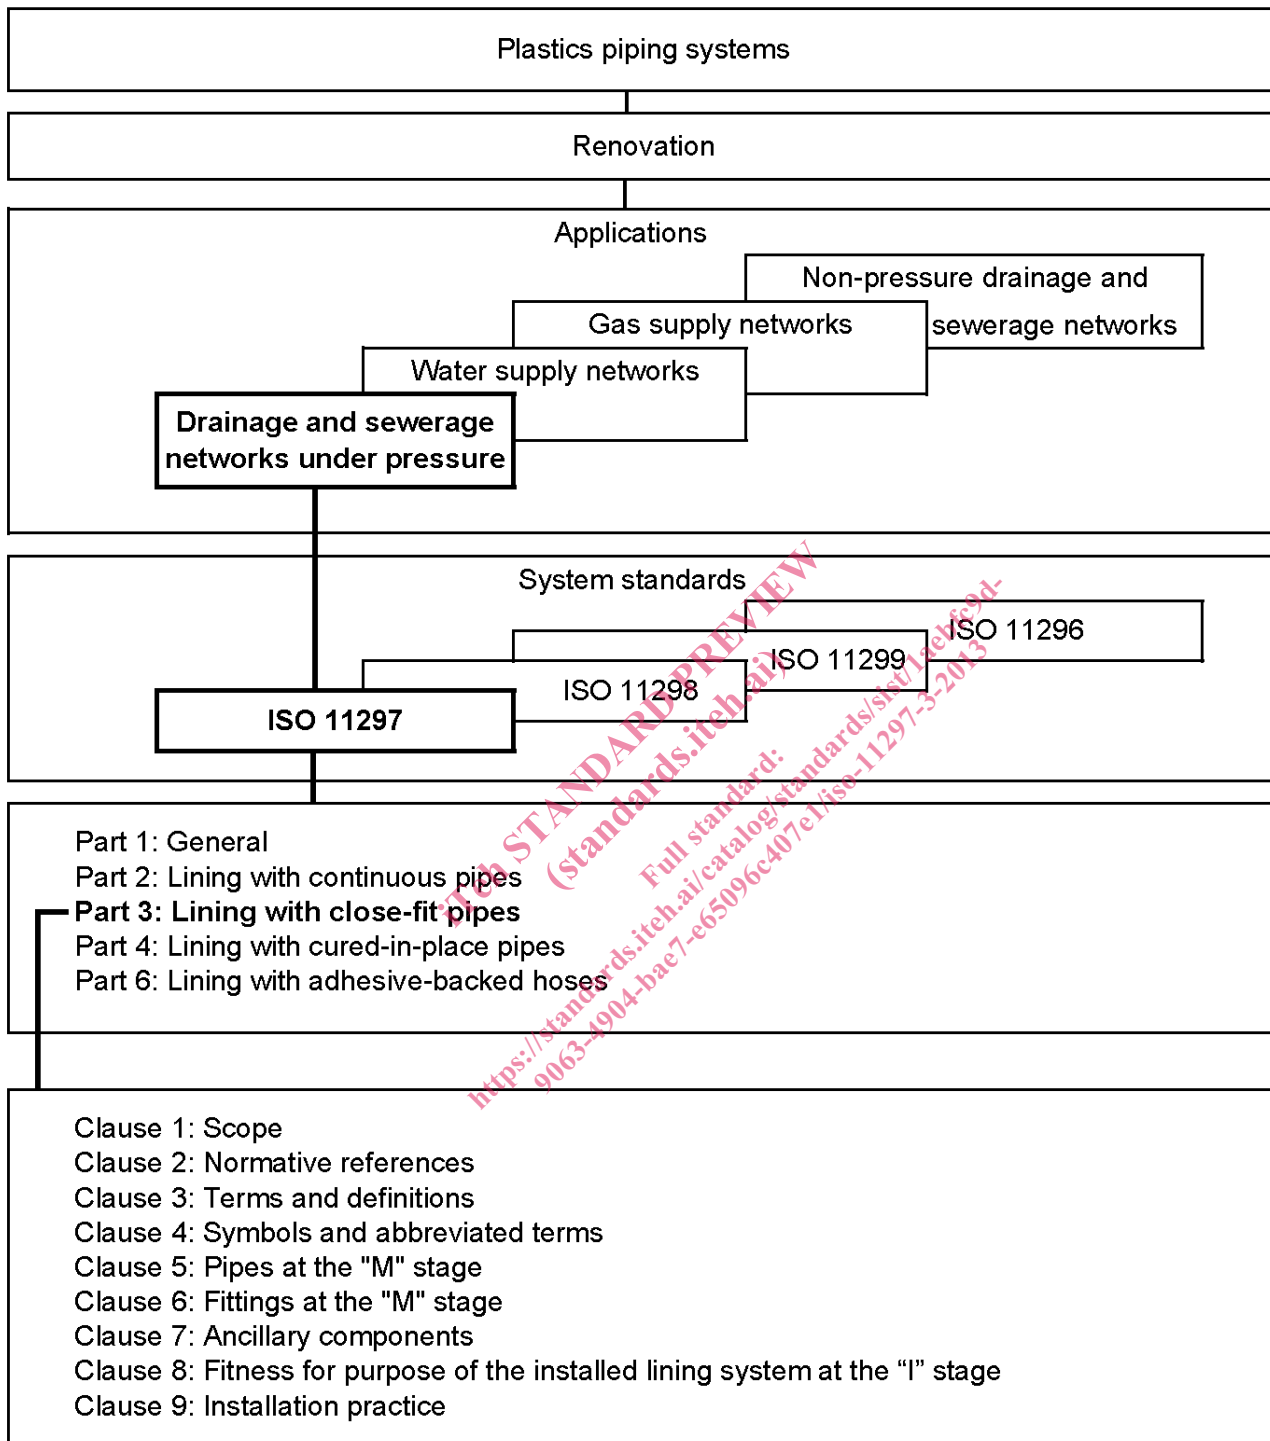 Plastics piping systems
Renovation
Applications
Non-pressure drainage and
sewerage networks
Gas supply networks
Water supply networks
Drainage and sewerage
networks under pressure
System standards
ISO 11296
ISO 11299
ISO 11298
ISO 11297
Part 1: General
Part 2: Lining with continuous pipes
Part 3: Lining with close-fit pipes
Part 4: Lining with cured-in-place pipes
Part 6: Lining with adhesive-backed hoses
Clause 1: Scope
Clause 2: Normative references
Clause 3: Terms and definitions
Clause 4: Symbols and abbreviated terms
Clause 5: Pipes at the "M" stage
Clause 6: Fittings at the "M" stage
Clause 7: Ancillary components
Clause 8: Fitness for purpose of the installed lining system at the “I” stage
Clause 9: Installation practice
iTeh STANDARD PREVIEW
(standards.iteh.ai)
Full standard:
https://standards.iteh.ai/catalog/standards/sist/1aebfc9d-
9063-4904-bae7-e65096c407e1/iso-11297-3-2013